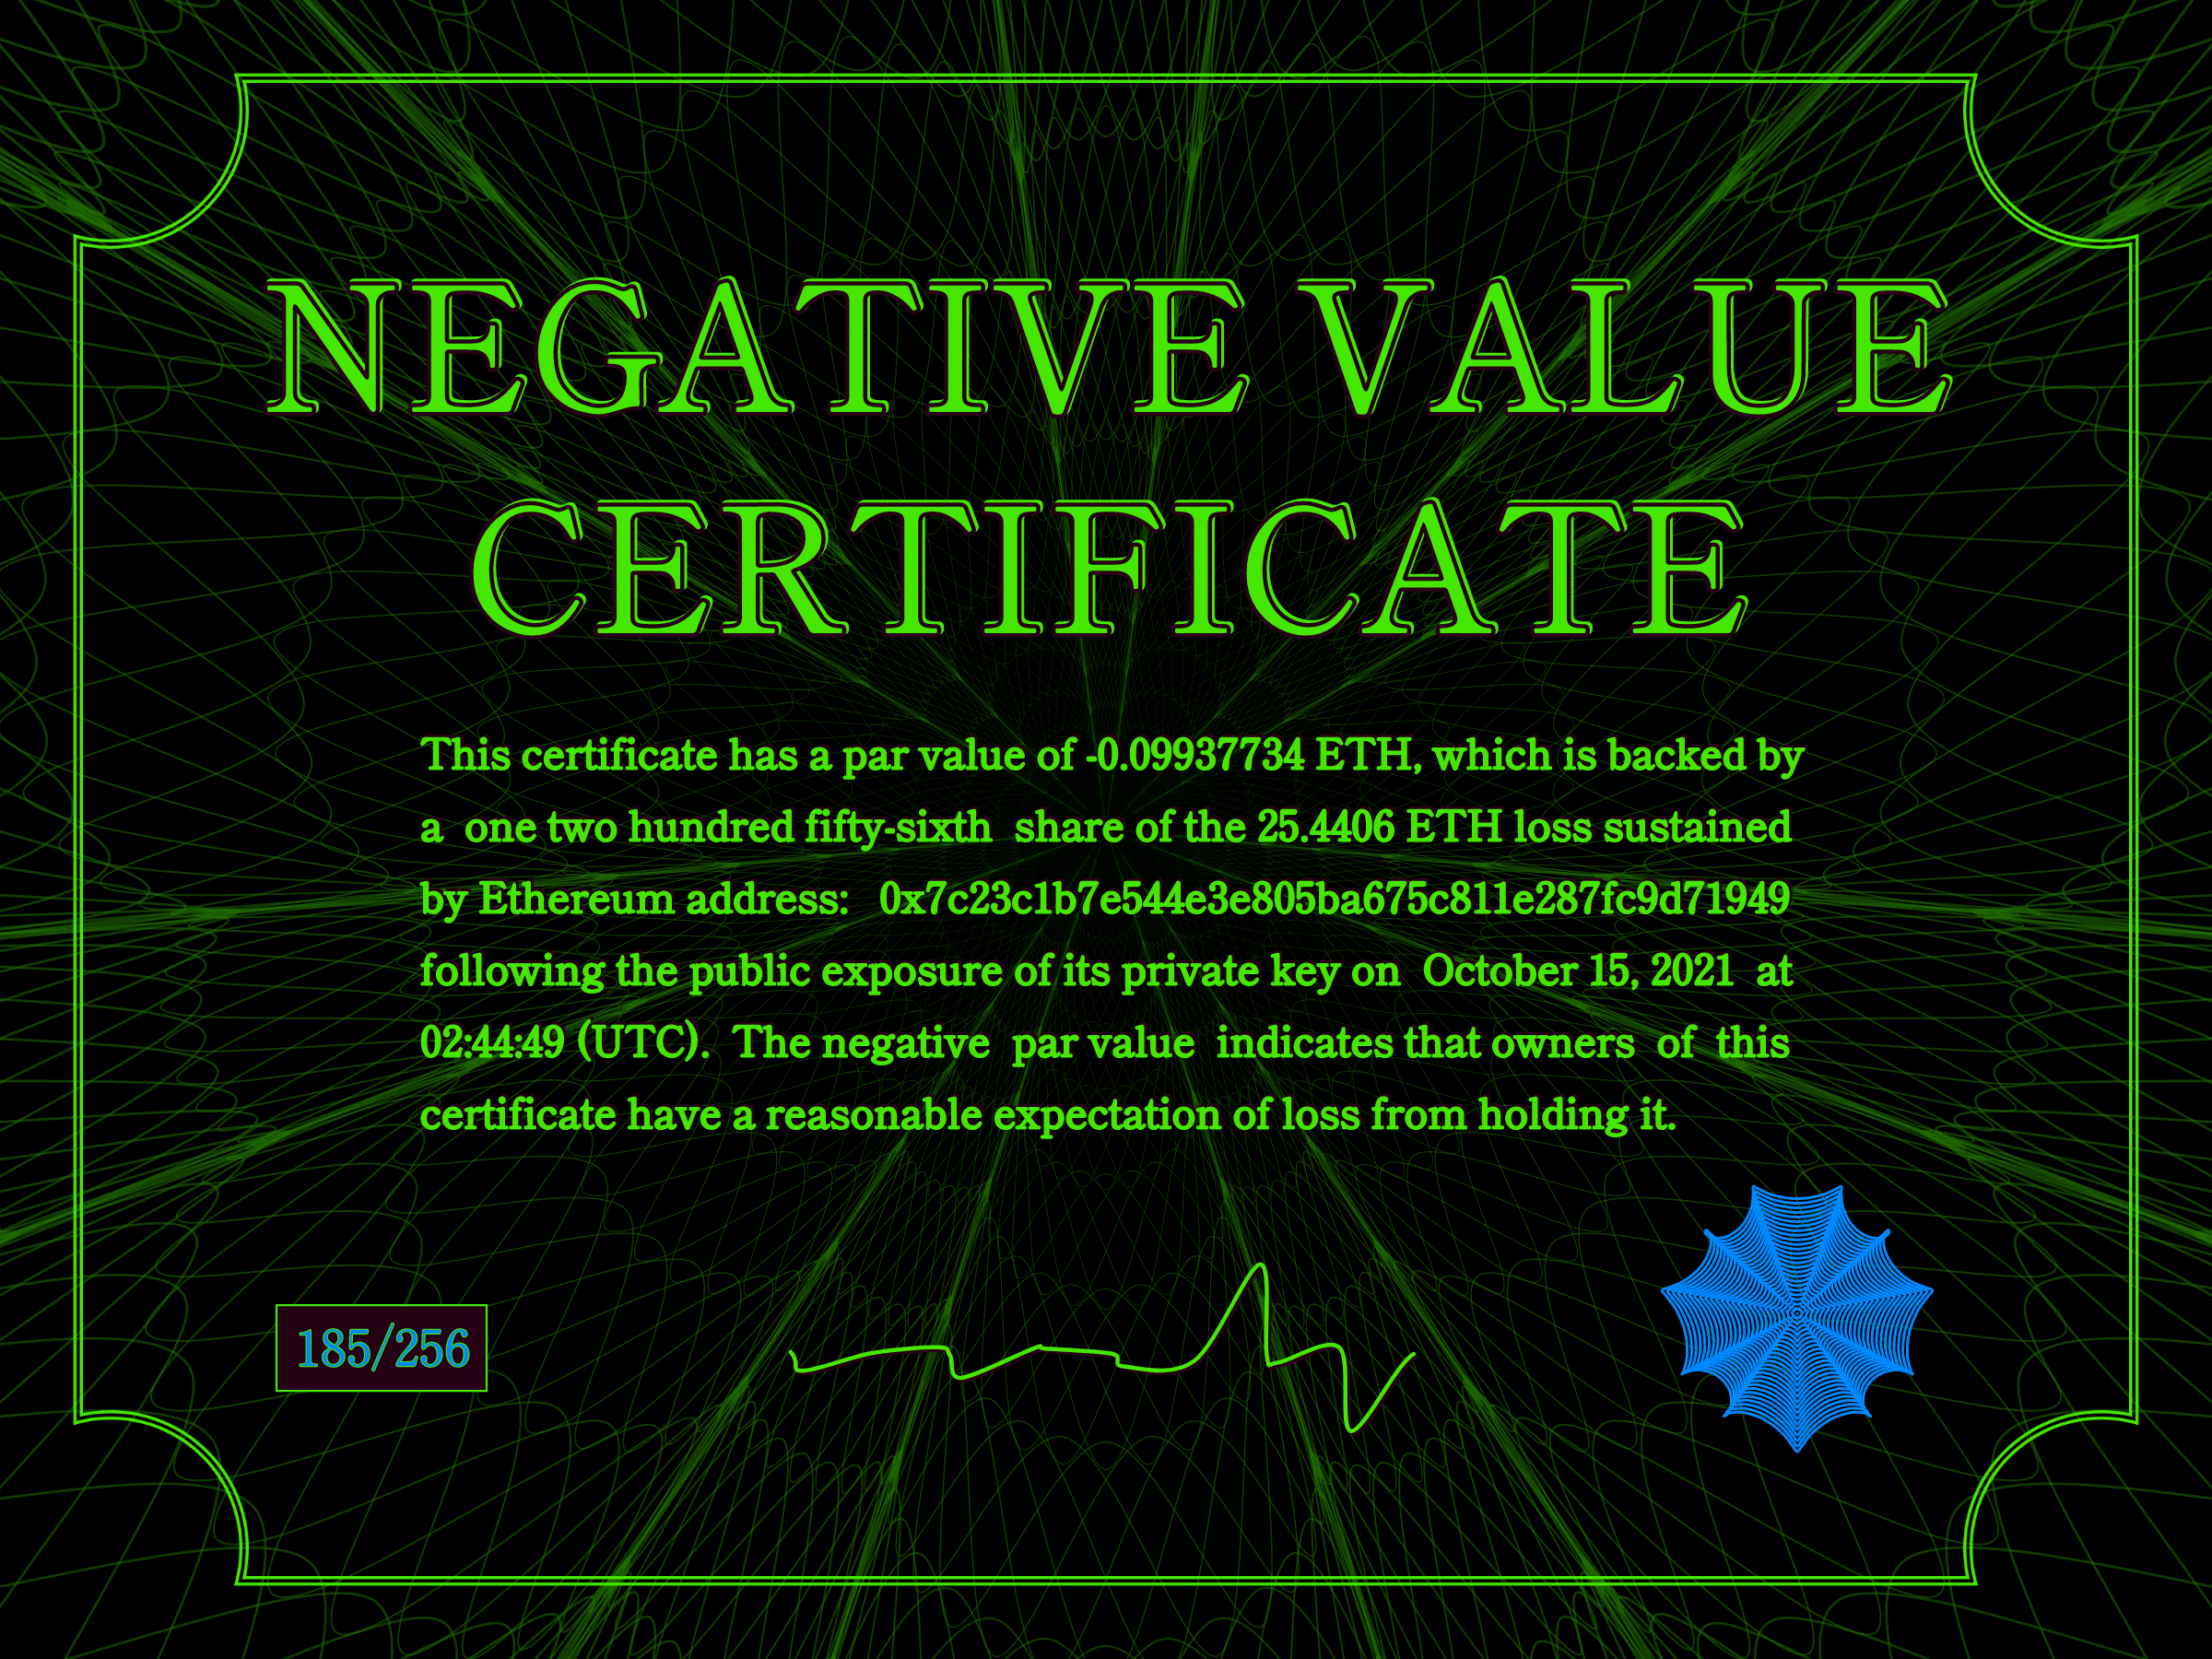 NEGATIVE VALUE
CERTIFICATE
This certificate has a par value of -0.09937734 ETH, which is backed by
a one two hundred fifty-sixth share of the 25.4406 ETH loss sustained
by Ethereum address: 0x7c23c1b7e544e3e805ba675c811e287fc9d71949
following the public exposure of its private key on October 15, 2021 at
02:44:49 (UTC). The negative par value indicates that owners of this
certificate have a reasonable expectation of loss from holding it.
185/256